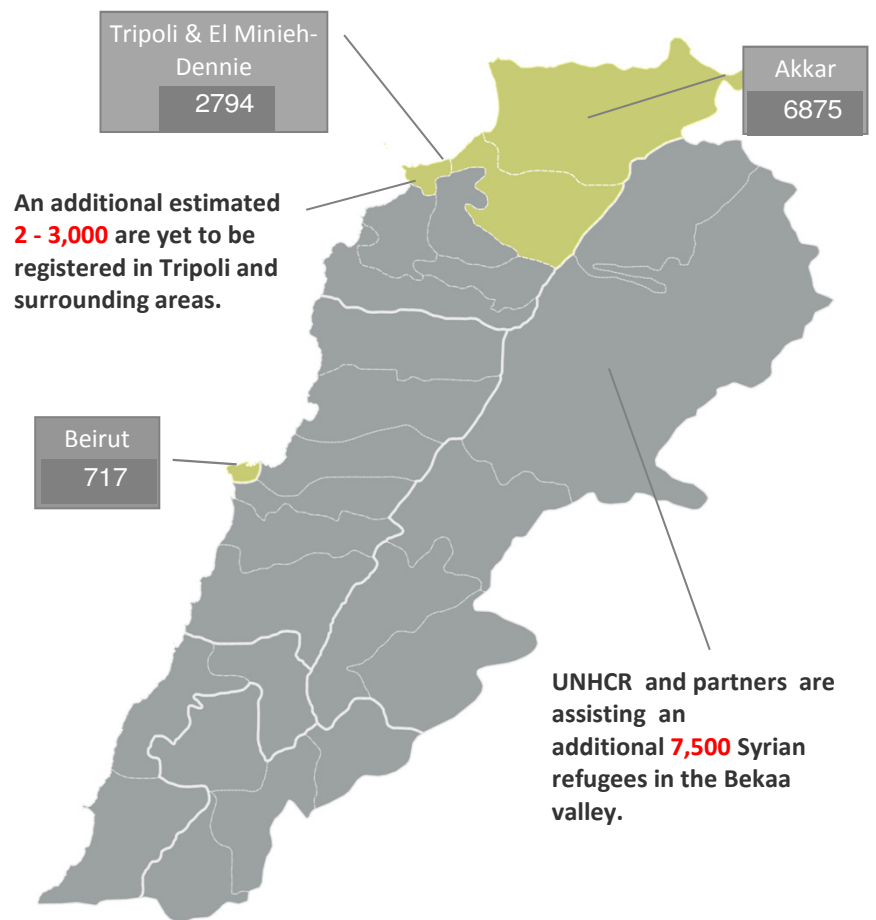 Tripoli & El Minieh-
Dennie
2794
Akkar
6875
An additional estimated
2 - 3,000 are yet to be
registered in Tripoli and
surrounding areas.
Beirut
717
UNHCR and partners are
assisting an
additional 7,500 Syrian
refugees in the Bekaa
valley.